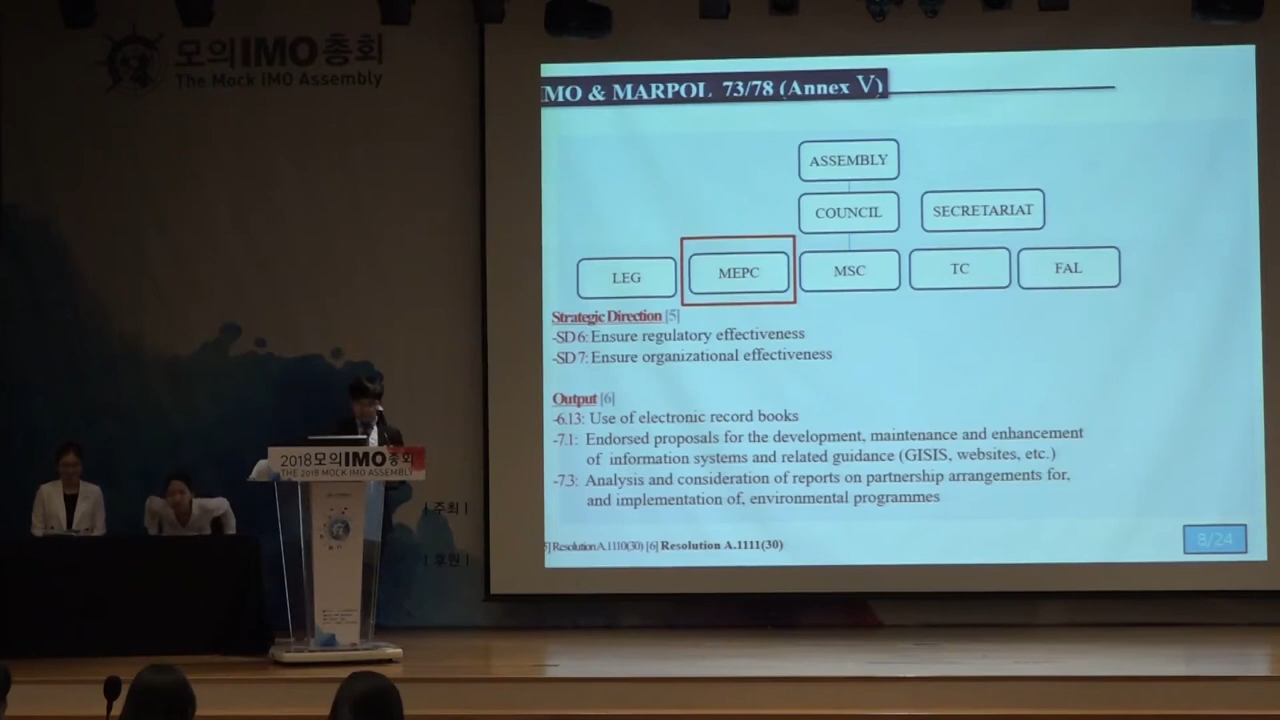 모의IMO총회
The Mock IMO Assembly
IMO & MARPOL 73/78 (Annex Ⅴ)
ASSEMBLY
COUNCIL
SECRETARIAT
LEG
MEPC
MSC
TC
FAL
Strategic Direction [5]
-SD 6: Ensure regulatory effectiveness
-SD 7: Ensure organizational effectiveness
Output [6]
-6.13: Use of electronic record books
-7.1: Endorsed proposals for the development, maintenance and enhancement
of information systems and related guidance (GISIS, websites, etc.)
-7.3: Analysis and consideration of reports on partnership arrangements for,
and implementation of, environmental programmes
5] Resolution A.1110(30) [6] Resolution A.1111(30)
8/24
2018모의IMO총회
THE 2018 MOCK IMO ASSEMBLY
| 주최 |
| 후원 |